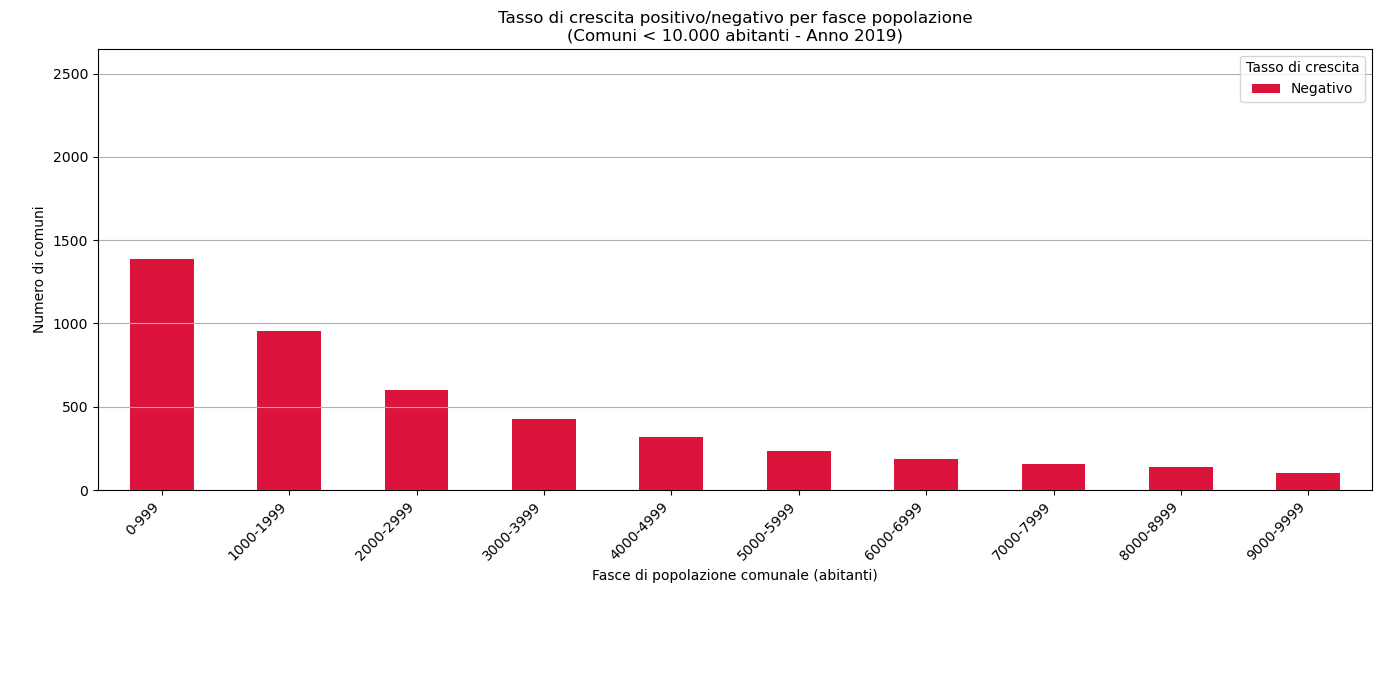 Tasso di crescita positivo/negativo per fasce popolazione
(Comuni < 10.000 abitanti - Anno 2019)
Tasso di crescita
Negativo
Numero di comuni
2500
2000
1500
1000
500
0
0-999
1000-1999
2000-2999
3000-3999
4000-4999
5000-5999
6000-6999
7000-7999
8000-8999
9000-9999
Fasce di popolazione comunale (abitanti)